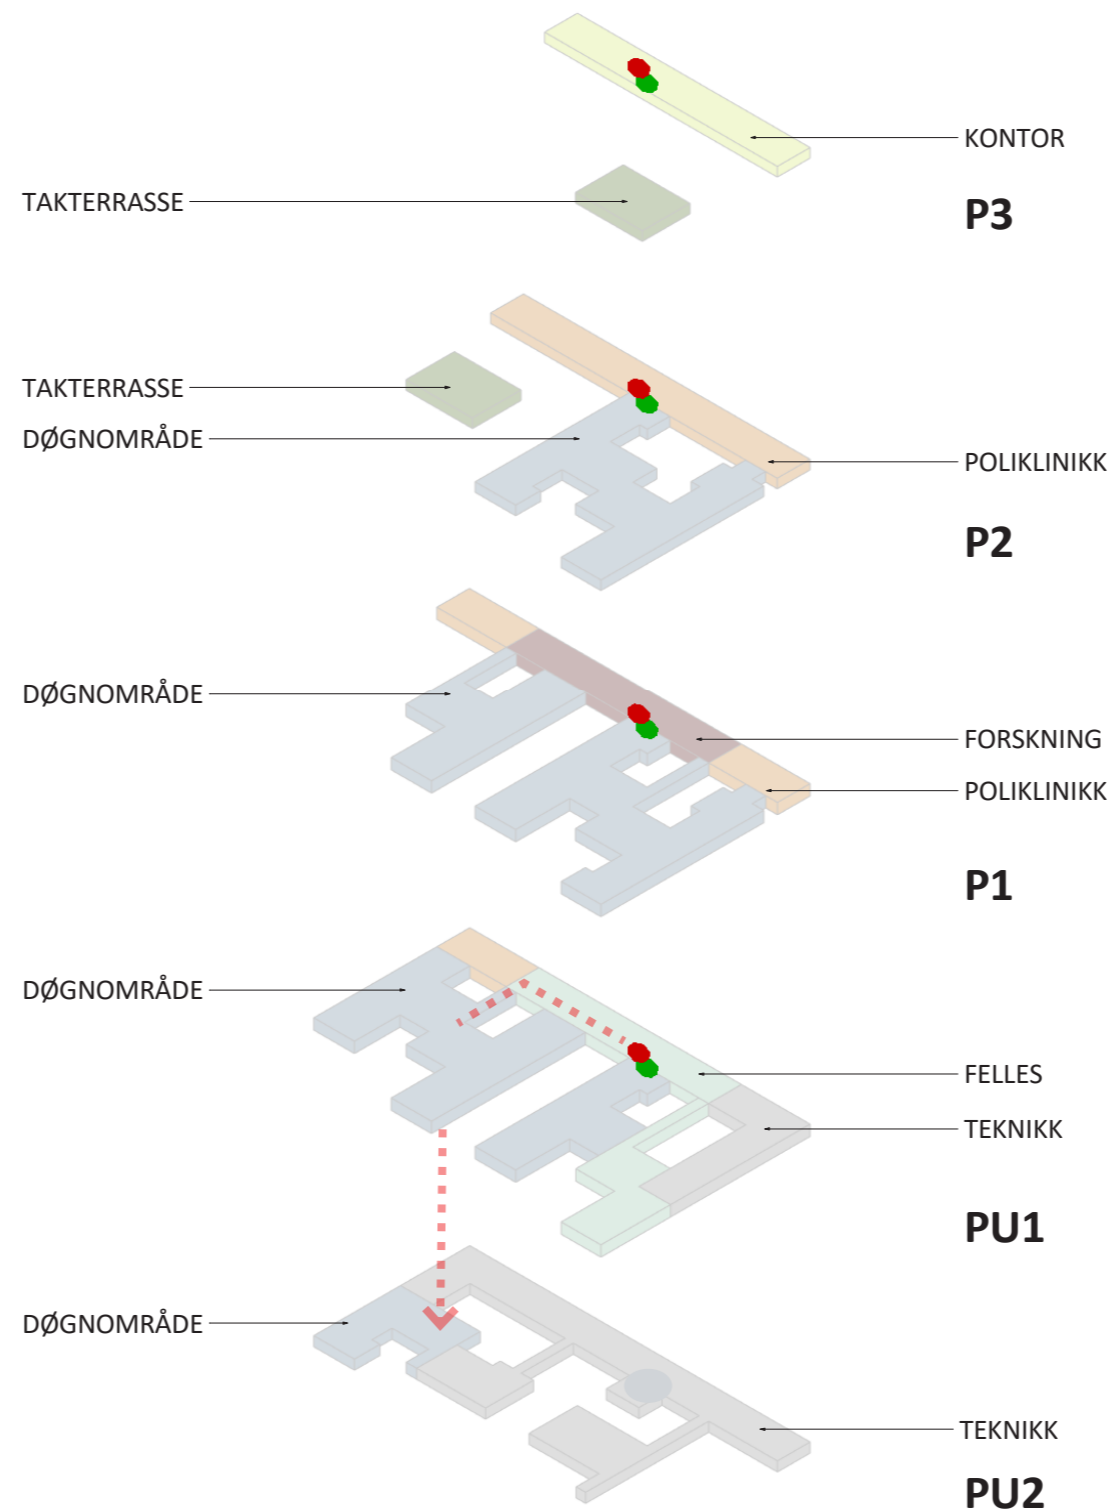 KONTOR
TAKTERRASSE
P3
TAKTERRASSE
DØGNOMRÅDE
POLIKLINIKK
P2
DØGNOMRÅDE
FORSKNING
POLIKLINIKK
P1
DØGNOMRÅDE
FELLES
TEKNIKK
PU1
DØGNOMRÅDE
TEKNIKK
PU2